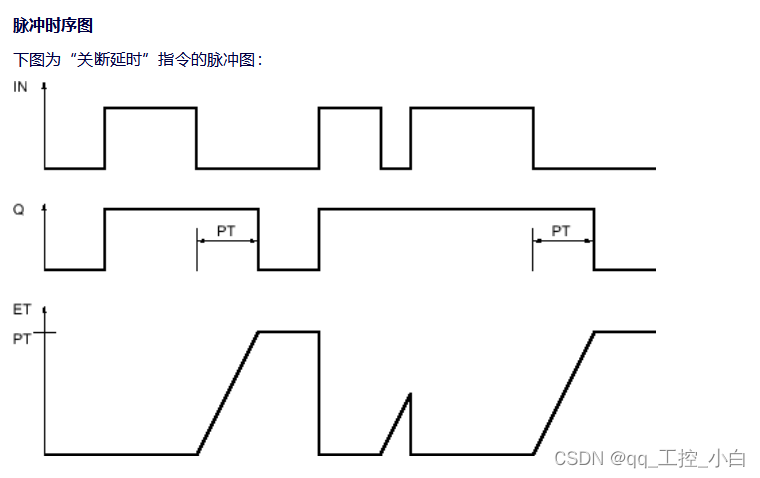 脉冲时序图
下图为“关断延时”指令的脉冲图：
IN
Q
PT
PT
ET
PT
CSDN @qq_工控_小白